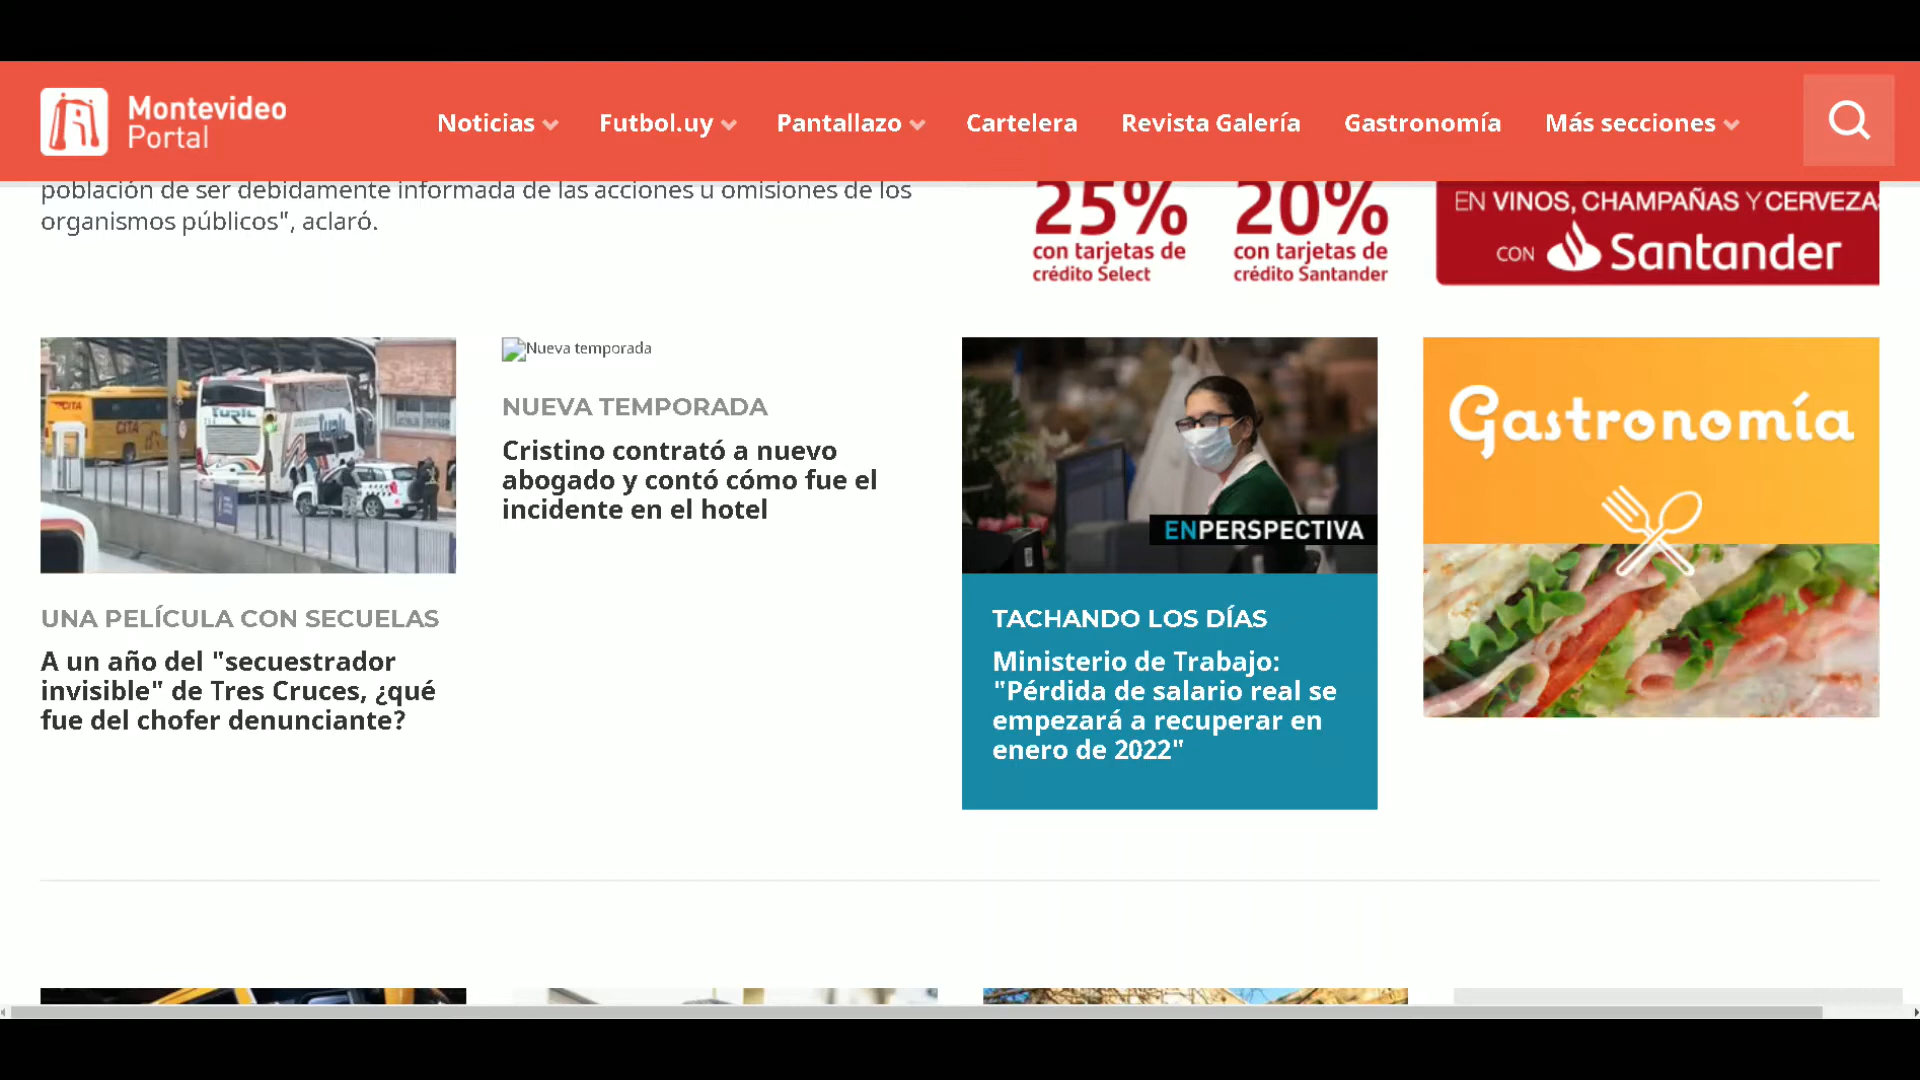 Montevideo
Portal
Noticias
Futbol.uy
Pantallazo
Cartelera
Revista Galería
Gastronomía
Más secciones
población de ser debidamente informada de las acciones u omisiones de los
organismos públicos", aclaró.
25%
con tarjetas de
crédito Select
20%
con tarjetas de
crédito Santander
EN VINOS, CHAMPAÑAS Y CERVEZAS
CON Santander
CITA
CITA
Turil
Turil
UNA PELÍCULA CON SECUELAS
A un año del "secuestrador
invisible" de Tres Cruces, ¿qué
fue del chofer denunciante?
Nueva temporada
NUEVA TEMPORADA
Cristino contrató a nuevo
abogado y contó cómo fue el
incidente en el hotel
ENPERSPECTIVA
TACHANDO LOS DÍAS
Ministerio de Trabajo:
"Pérdida de salario real se
empezará a recuperar en
enero de 2022"
Gastronomía